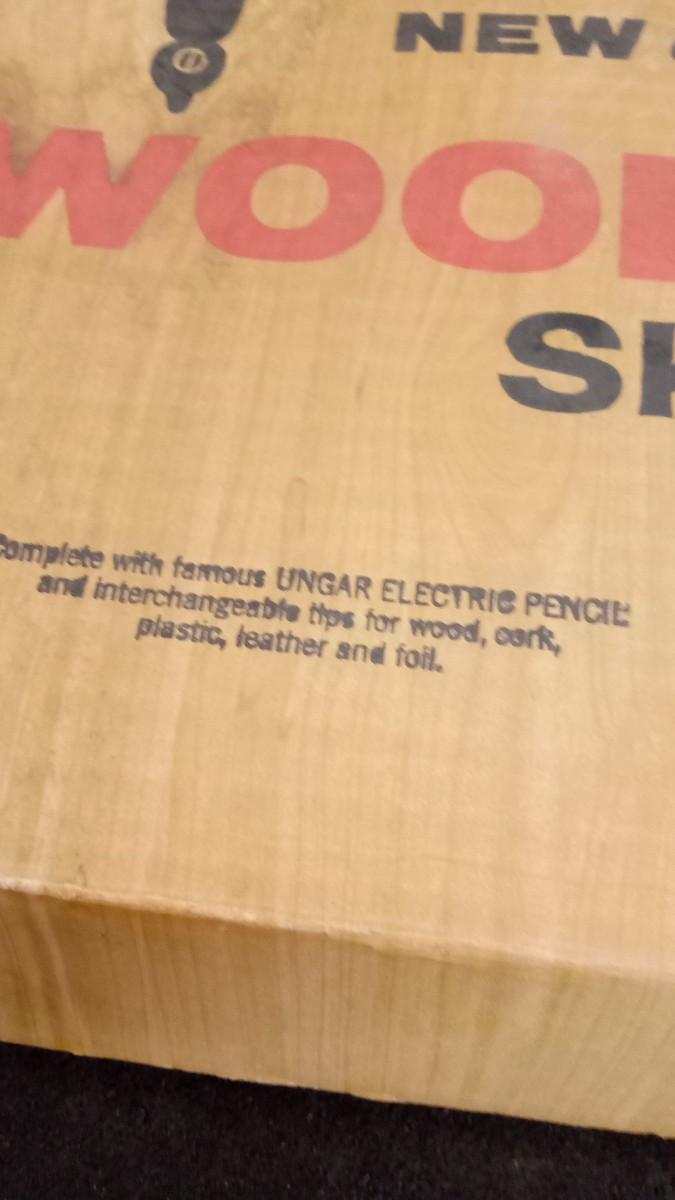 NEW
WOO
S
Complete with famous UNGAR ELECTRIC PENCIL
and interchangeable tips for wood, cork,
plastic, leather and foil.